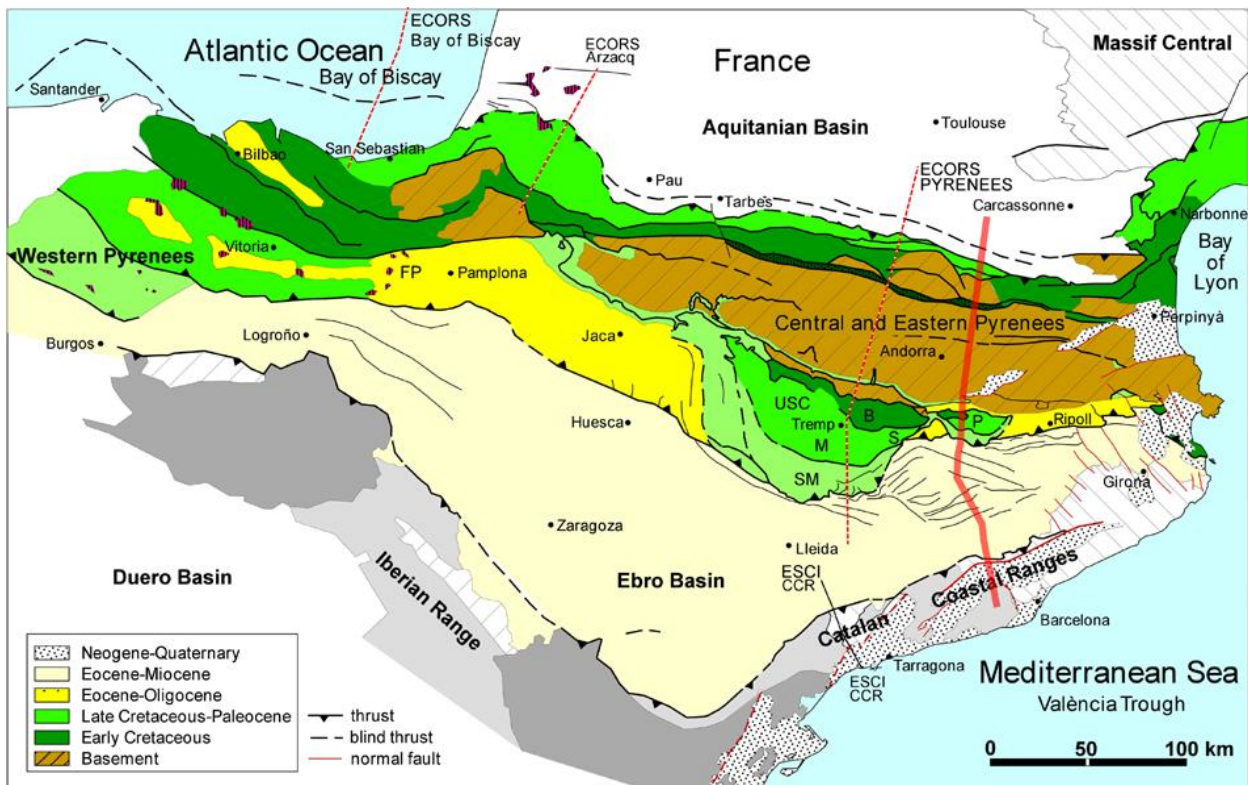 ECORS
Bay of Biscay
Atlantic Ocean
Bay of Biscay
ECORS
Arzacq
France
Massif Central
Santander
Aquitanian Basin
Toulouse
Bilbao
San Sebastian
Pau
Tarbes
ECORS
PYRENEES
Carcassonne
Narbonne
Bay
of
Lyon
Western Pyrenees
Vitoria
FP
Pamplona
Central and Eastern Pyrenees
Perpinyà
Burgos
Logroño
Jaca
Andorra
Huesca
USC
Tremp
B
M
S
P
Ripoll
SM
Girona
Zaragoza
Lleida
Duero Basin
Iberian Range
Ebro Basin
ESCI
CCR
Catalan
Coastal Ranges
Barcelona
Tarragona
ESCI
CCR
Mediterranean Sea
València Trough
Neogene-Quaternary
Eocene-Miocene
Eocene-Oligocene
Late Cretaceous-Paleocene
Early Cretaceous
Basement
thrust
blind thrust
normal fault
0 50 100 km